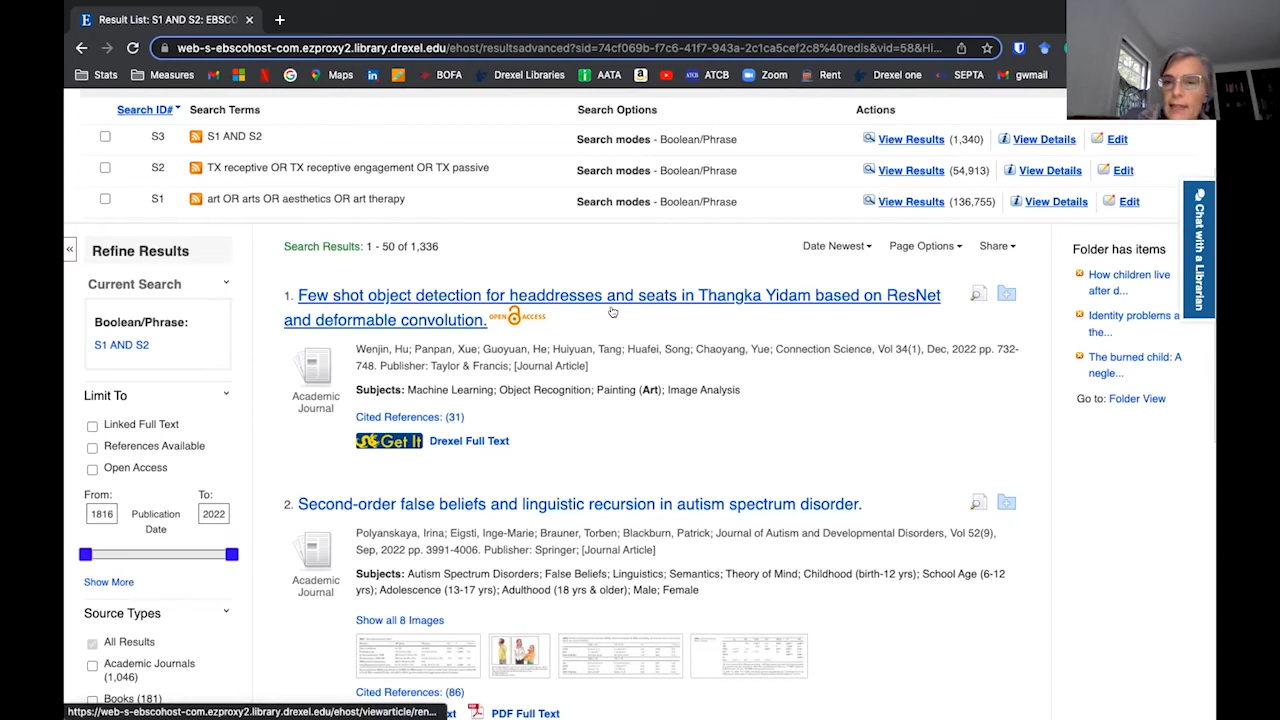 Result List: S1 AND S2: EBSCO
web-s-ebscohost-com.ezproxy2.library.drexel.edu/ehost/resultsadvanced?sid=74cf069b-f7c6-41f7-943a-2c1ca5cef2c8%40redis&vid=58&Hi...
Stats Measures Maps BOFA Drexel Libraries AATA ATCB Zoom Rent Drexel one SEPTA gwmail
Search ID# Search Terms Search Options Actions
S3 S1 AND S2 Search modes - Boolean/Phrase View Results (1,340) View Details Edit
S2 TX receptive OR TX receptive engagement OR TX passive Search modes - Boolean/Phrase View Results (54,913) View Details Edit
S1 art OR arts OR aesthetics OR art therapy Search modes - Boolean/Phrase View Results (136,755) View Details Edit
Chat with a Librarian
Refine Results
Current Search
Boolean/Phrase:
S1 AND S2
Limit To
Linked Full Text
References Available
Open Access
From: To:
1816 Publication Date 2022
Show More
Source Types
All Results
Academic Journals
(1,046)
Books (181)
Search Results: 1 - 50 of 1,336 Date Newest Page Options Share
1. Few shot object detection for headdresses and seats in Thangka Yidam based on ResNet
and deformable convolution. OPEN ACCESS
Academic
Journal
Wenjin, Hu; Panpan, Xue; Guoyuan, He; Huiyuan, Tang; Huafei, Song; Chaoyang, Yue; Connection Science, Vol 34(1), Dec, 2022 pp. 732-
748. Publisher: Taylor & Francis; [Journal Article]
Subjects: Machine Learning; Object Recognition; Painting (Art); Image Analysis
Cited References: (31)
Get It Drexel Full Text
2. Second-order false beliefs and linguistic recursion in autism spectrum disorder.
Academic
Journal
Polyanskaya, Irina; Eigsti, Inge-Marie; Brauner, Torben; Blackburn, Patrick; Journal of Autism and Developmental Disorders, Vol 52(9),
Sep, 2022 pp. 3991-4006. Publisher: Springer; [Journal Article]
Subjects: Autism Spectrum Disorders; False Beliefs; Linguistics; Semantics; Theory of Mind; Childhood (birth-12 yrs); School Age (6-12
yrs); Adolescence (13-17 yrs); Adulthood (18 yrs & older); Male; Female
Show all 8 Images
Cited References: (86)
PDF Full Text
Folder has items
How children live
after d...
Identity problems a
the...
The burned child: A
negle...
Go to: Folder View
https://web-s-ebscohost-com.ezproxy2.library.drexel.edu/ehost/viewarticle/ren...